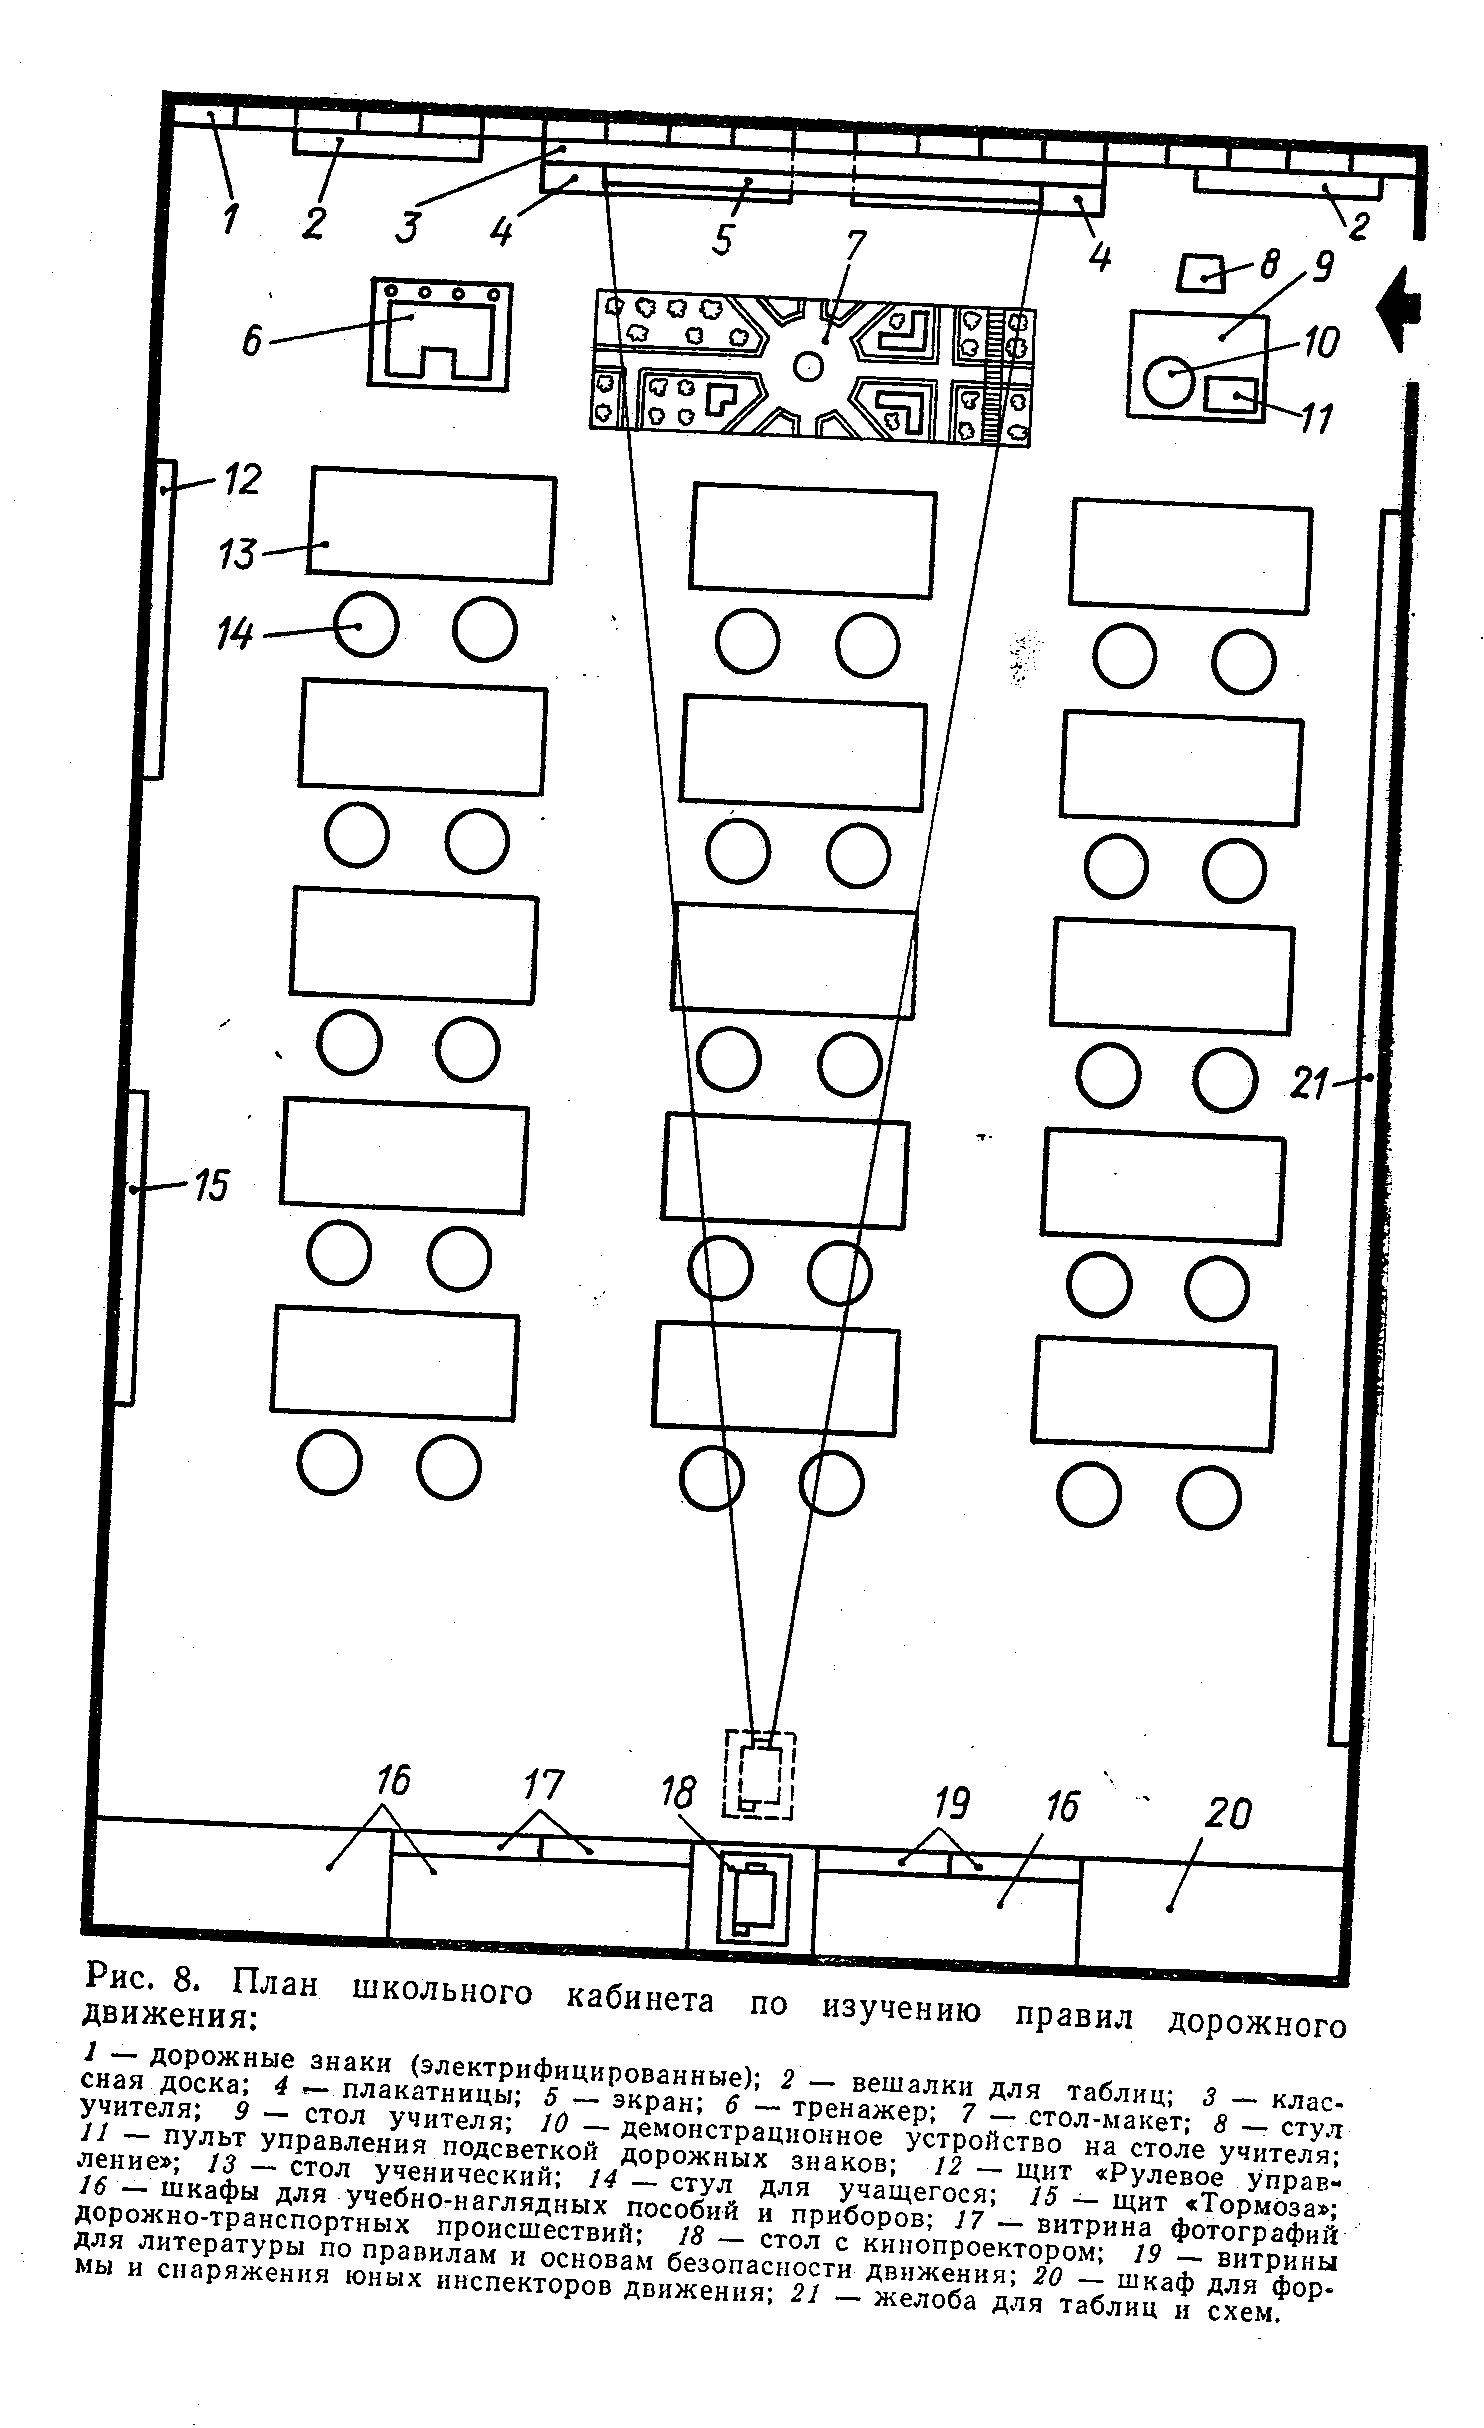 1
2
3
4
5
7
4
2
8
9
6
10
11
12
13
14
21
15
16
17
18
19
16
20
Рис. 8. План школьного кабинета по изучению правил дорожного
движения:
1 — дорожные знаки (электрифицированные); 2 — вешалки для таблиц; 3 — клас-
сная доска; 4 — плакатницы; 5 — экран; 6 — тренажер; 7 — стол-макет; 8 — стул
учителя; 9 — стол учителя; 10 — демонстрационное устройство на столе учителя;
11 — пульт управления подсветкой дорожных знаков; 12 — щит «Рулевое управ-
ление»; 13 — стол ученический; 14 — стул для учащегося; 15 — щит «Тормоза»;
16 — шкафы для учебно-наглядных пособий и приборов; 17 — витрина фотографий
дорожно-транспортных происшествий; 18 — стол с кинопроектором; 19 — витрины
для литературы по правилам и основам безопасности движения; 20 — шкаф для фор-
мы и снаряжения юных инспекторов движения; 21 — желоба для таблиц и схем.